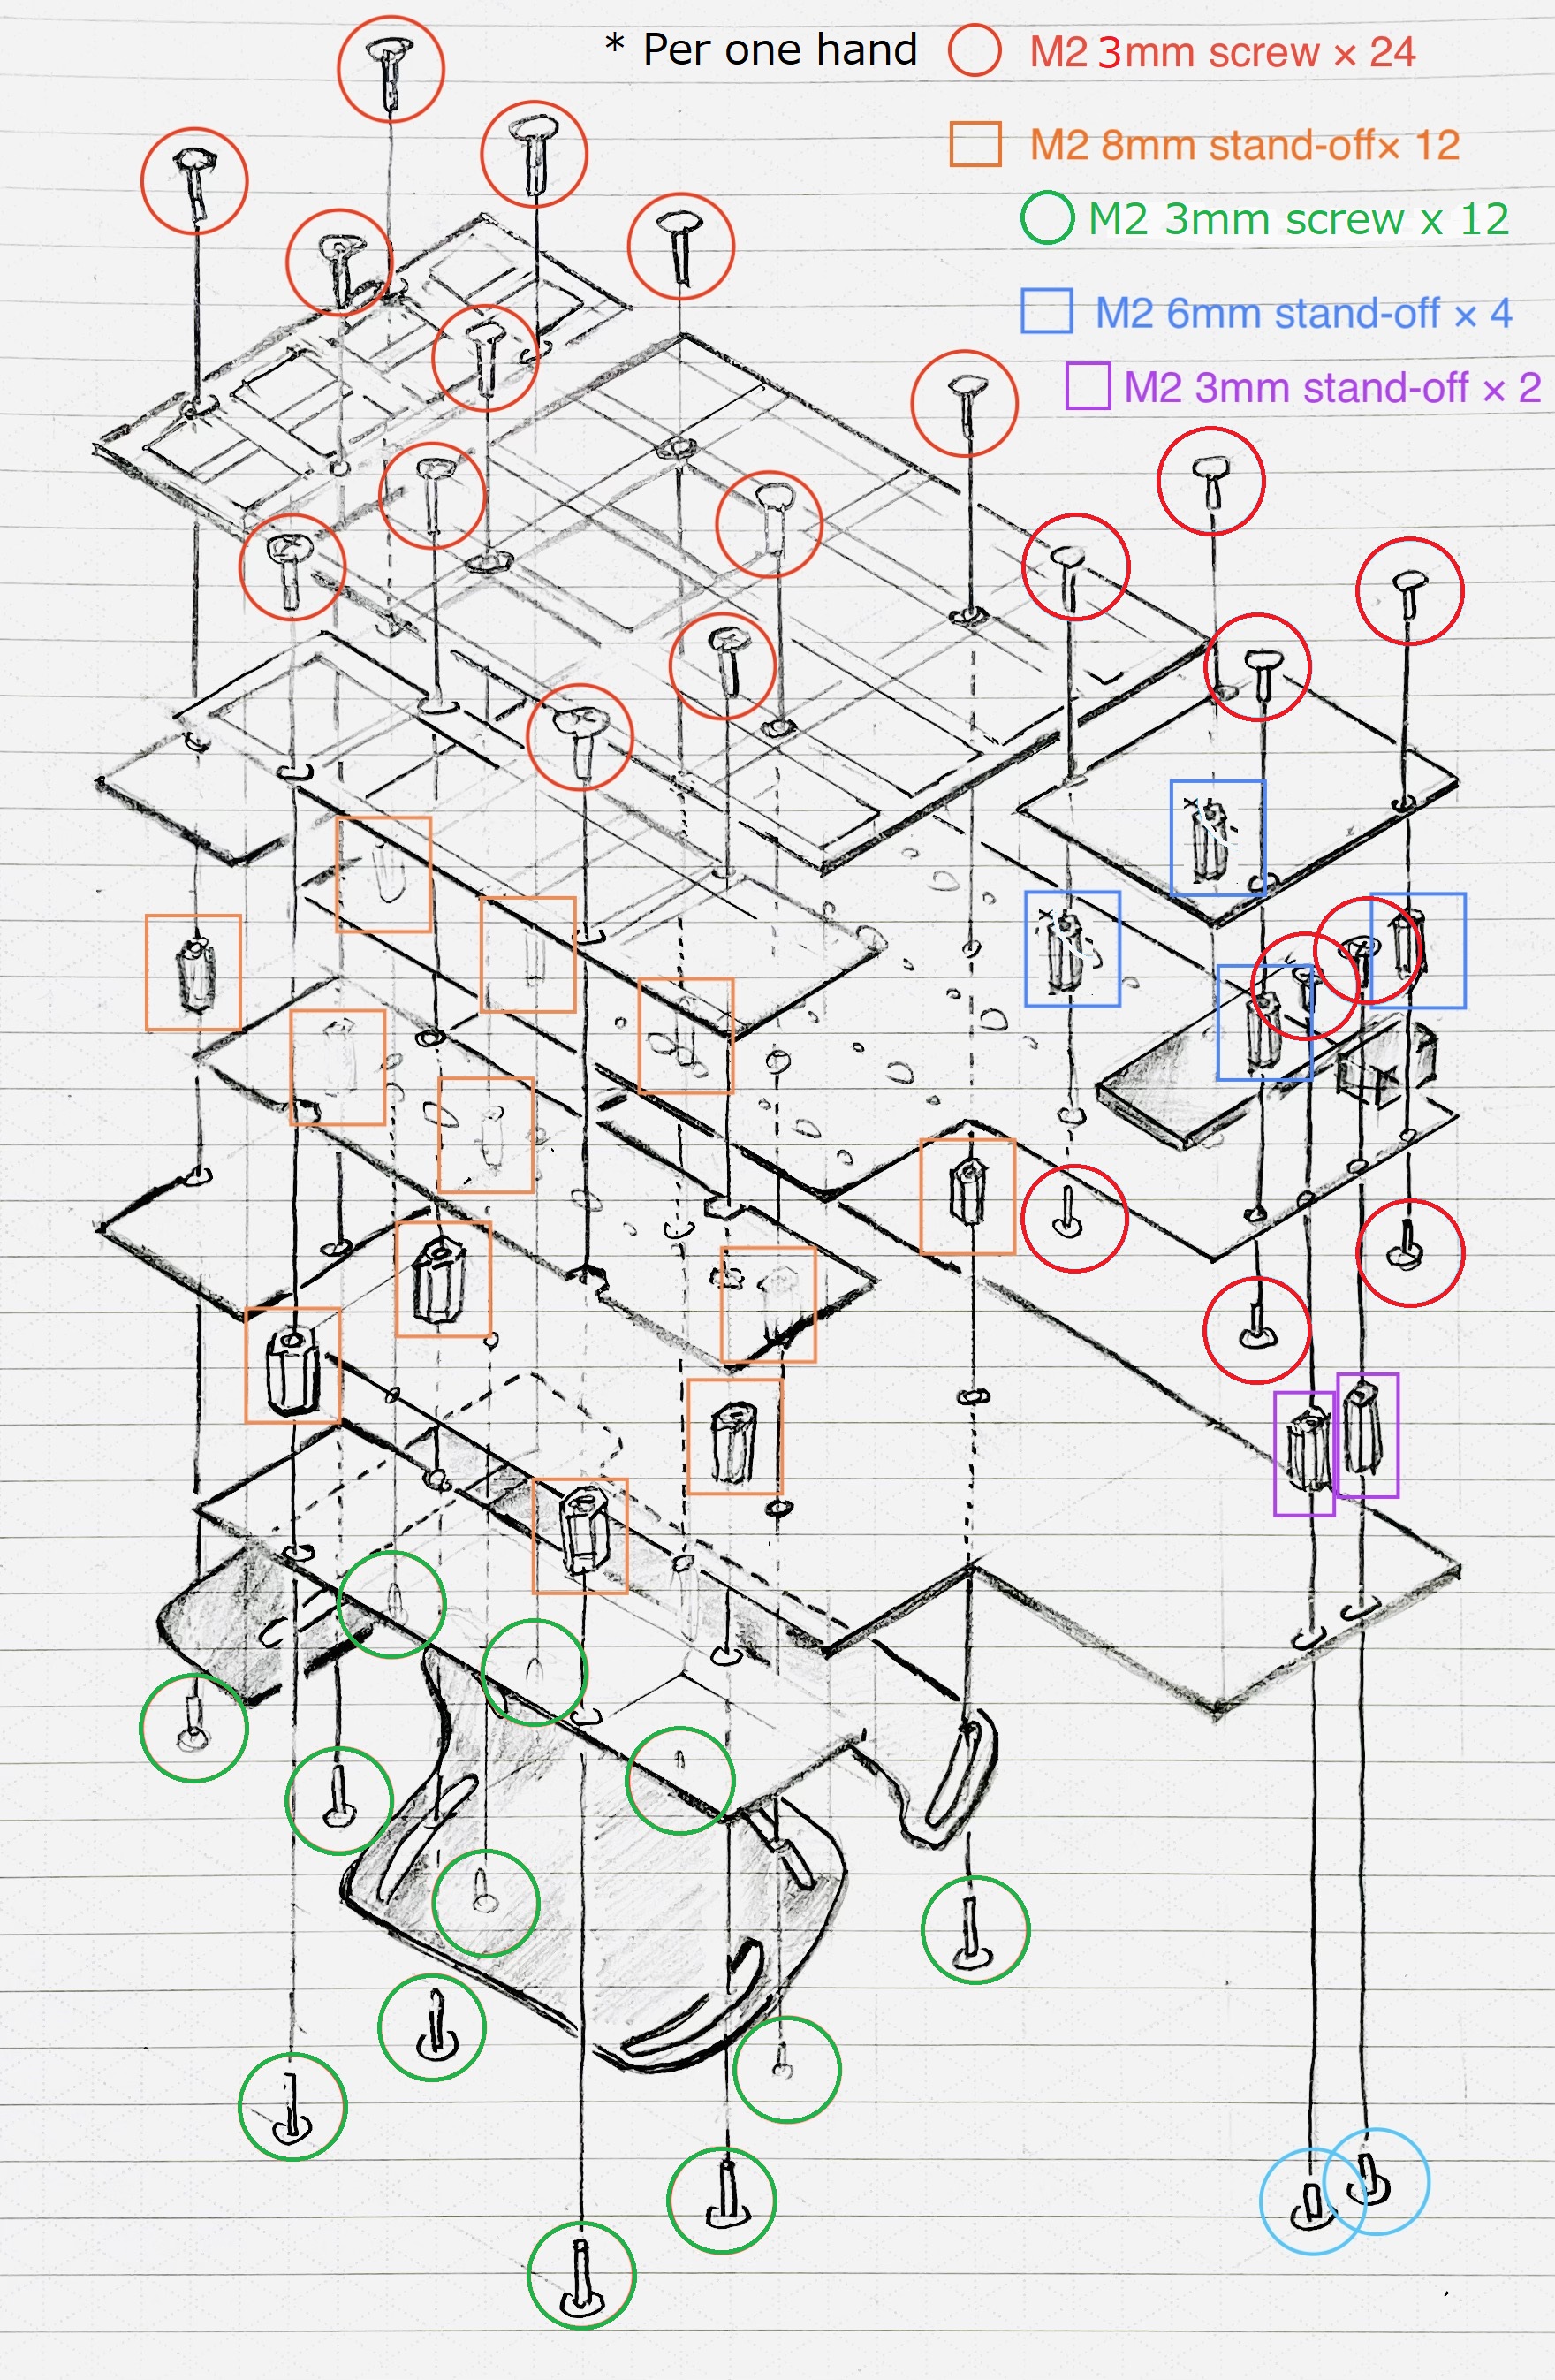 * Per one hand
M2 3mm screw × 24
M2 8mm stand-off× 12
M2 3mm screw x 12
M2 6mm stand-off × 4
M2 3mm stand-off × 2